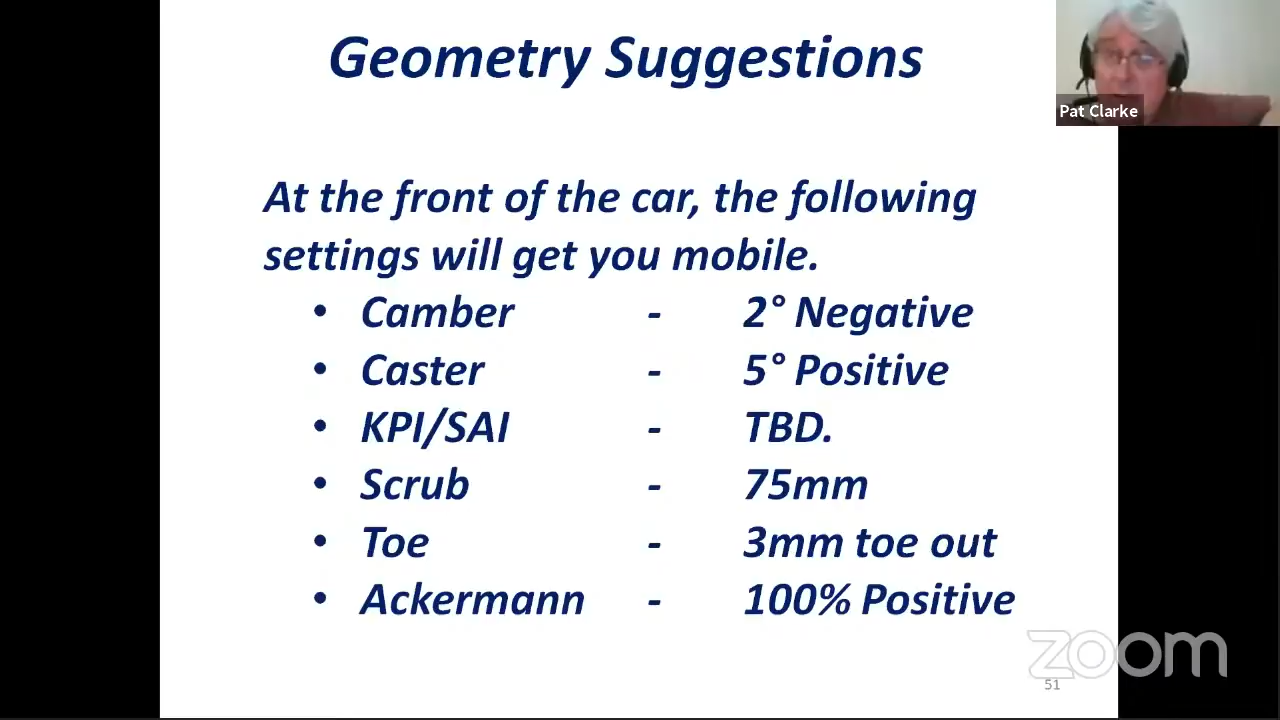 Geometry Suggestions
Pat Clarke
At the front of the car, the following
settings will get you mobile.
• Camber - 2° Negative
• Caster - 5° Positive
• KPI/SAI - TBD.
• Scrub - 75mm
• Toe - 3mm toe out
• Ackermann - 100% Positive
zoom
51